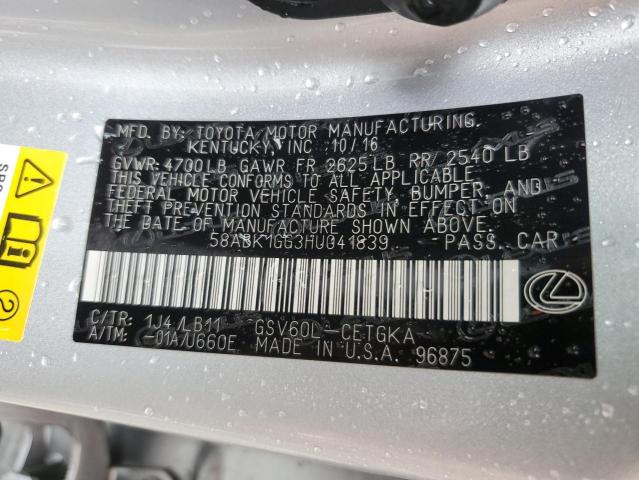 MFD. BY: TOYOTA MOTOR MANUFACTURING.
KENTUCKY, INC 10/16
GVWR: 4700 LB GAWR FR 2625 LB RR 2540 LB
THIS VEHICLE CONFORMS TO ALL APPLICABLE
FEDERAL MOTOR VEHICLE SAFETY, BUMPER, AND
THEFT PREVENTION STANDARDS IN EFFECT ON THE
DATE OF MANUFACTURE SHOWN ABOVE.
58ABK1GG3HU041839 PASS. CAR
C/TR: 1J4/LB11 GSV60L-CETGKA
A/TM: -01A/U660E MADE IN U.S.A. 96875